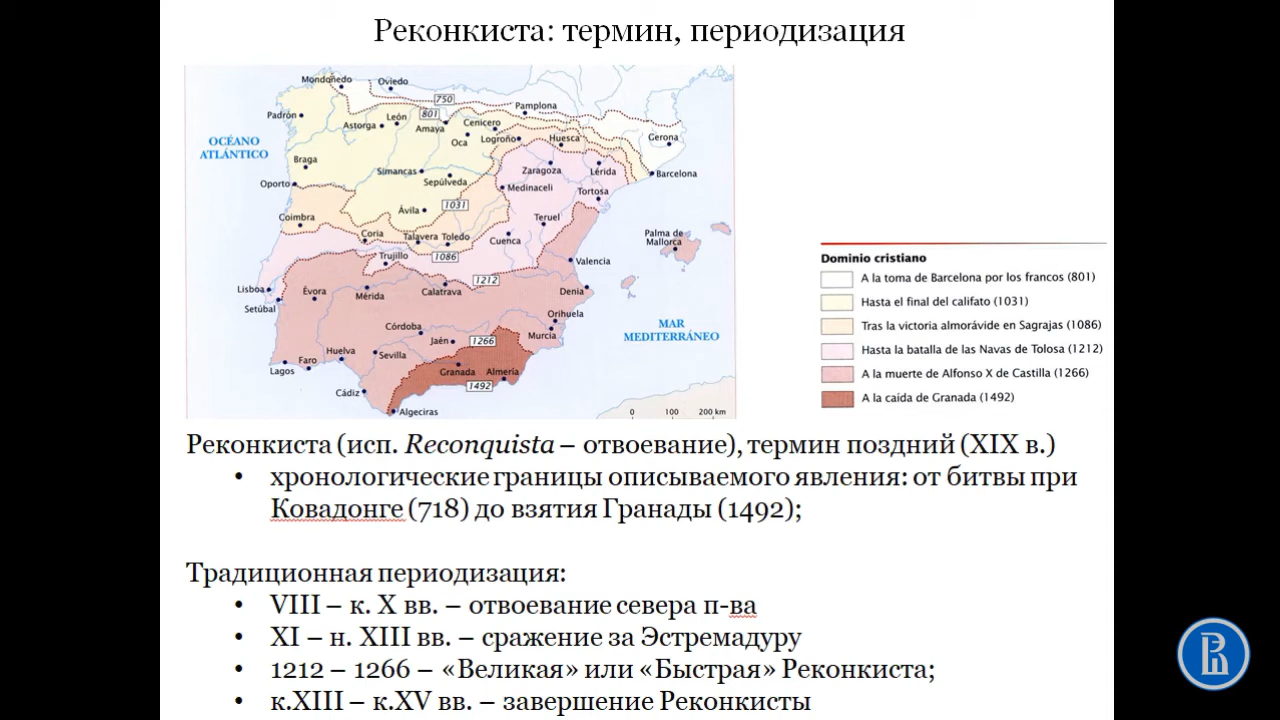 Реконкиста: термин, периодизация
Mondoñedo
Oviedo
750
Pamplona
Padrón
León
801
Astorga
Amaya
Cenicero
Oca
Logroño
Huesca
Gerona
OCÉANO
ATLÁNTICO
Braga
Simancas
Sepúlveda
Zaragoza
Lérida
Barcelona
Oporto
Medinaceli
Tortosa
Ávila
1031
Coimbra
Teruel
Coria
Talavera
Toledo
Cuenca
Palma de
Mallorca
Trujillo
1086
Valencia
Lisboa
Évora
Mérida
Calatrava
1212
Denia
Setúbal
Orihuela
MAR
MEDITERRÁNEO
Córdoba
Jaén
1266
Murcia
Huelva
Sevilla
Lagos
Faro
Granada
Almería
Cádiz
1492
Algeciras
0 100 200 km
Dominio cristiano
A la toma de Barcelona por los francos (801)
Hasta el final del califato (1031)
Tras la victoria almorávide en Sagrajas (1086)
Hasta la batalla de las Navas de Tolosa (1212)
A la muerte de Alfonso X de Castilla (1266)
A la caída de Granada (1492)
Реконкиста (исп. Reconquista – отвоевание), термин поздний (XIX в.)
• хронологические границы описываемого явления: от битвы при
Ковадонге (718) до взятия Гранады (1492);
Традиционная периодизация:
• VIII – к. X вв. – отвоевание севера п-ва
• XI – н. XIII вв. – сражение за Эстремадуру
• 1212 – 1266 – «Великая» или «Быстрая» Реконкиста;
• к.XIII – к.XV вв. – завершение Реконкисты